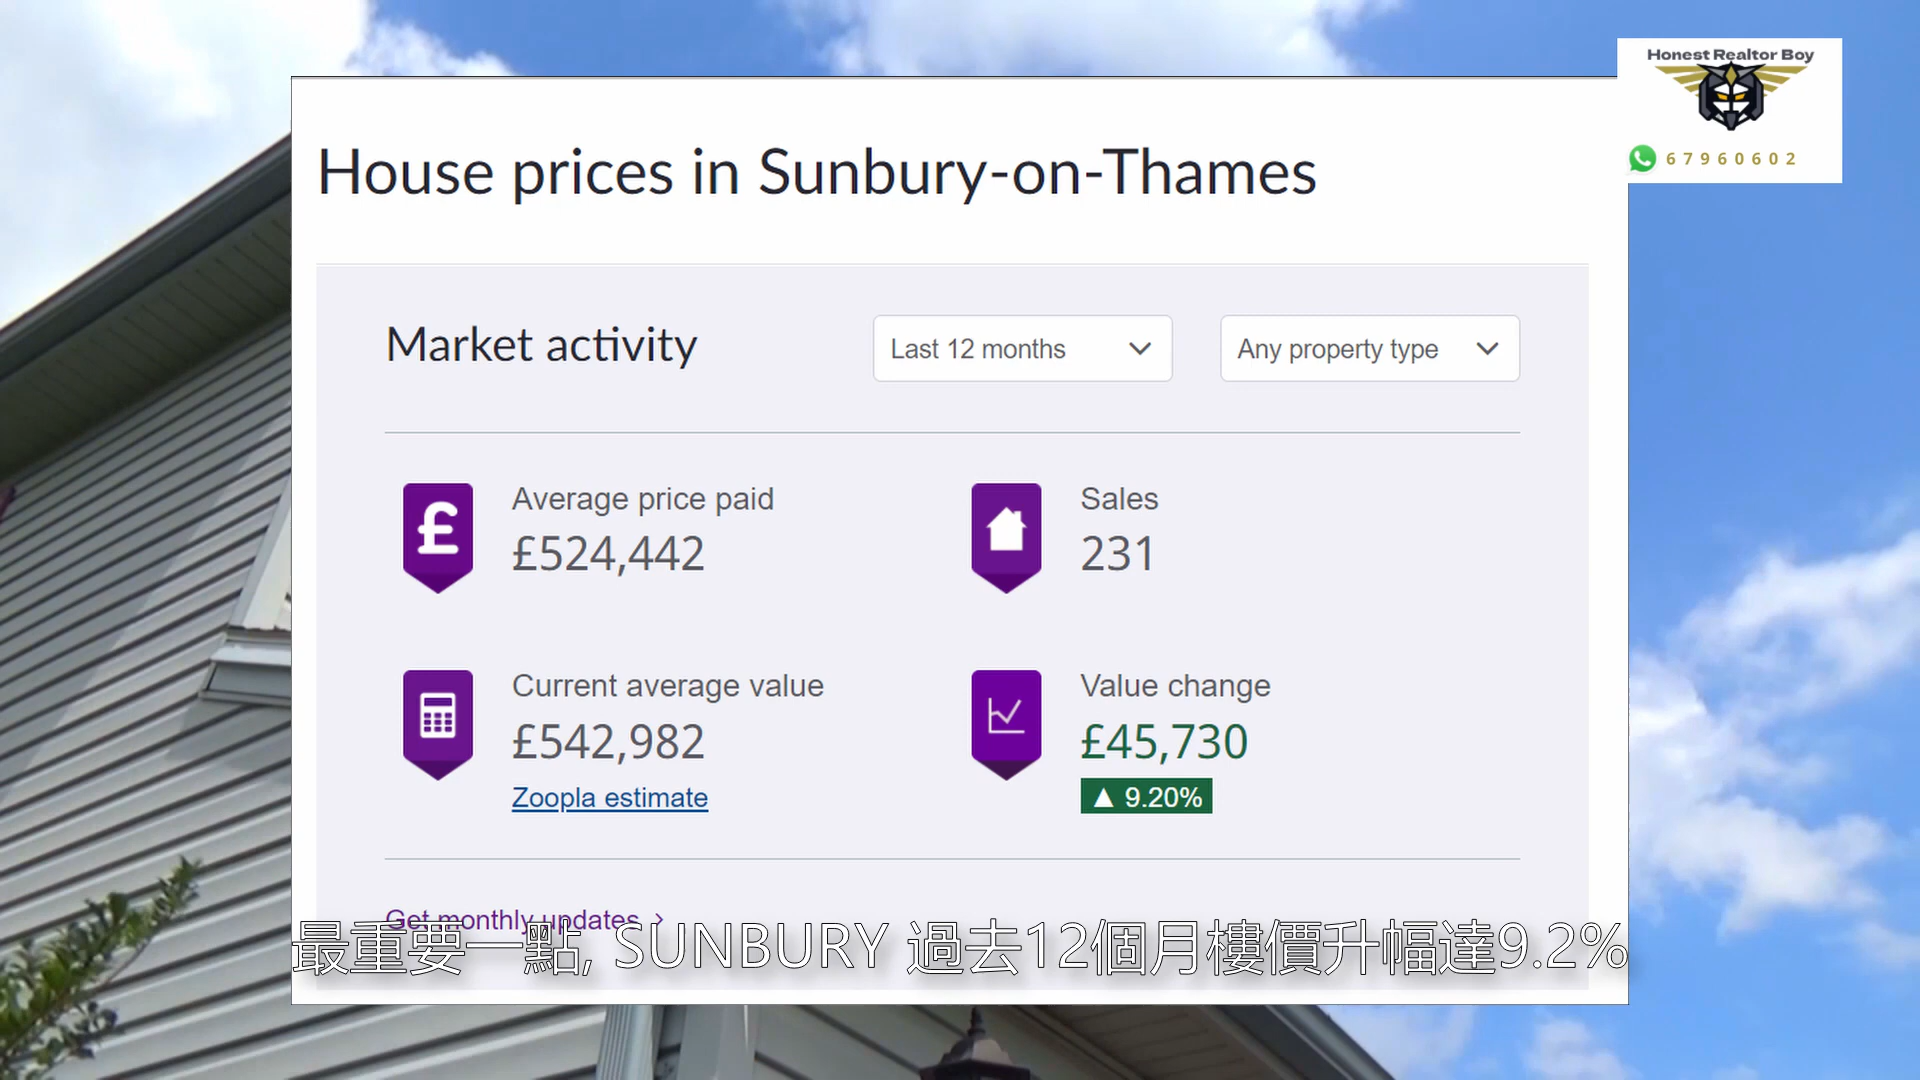 Honest Realtor Boy
67960602
House prices in Sunbury-on-Thames
Market activity
Last 12 months
Any property type
Average price paid
£524,442
Sales
231
Current average value
£542,982
Zoopla estimate
Value change
£45,730
▲ 9.20%
Get monthly updates >
最重要一點, SUNBURY 過去12個月樓價升幅達9.2%